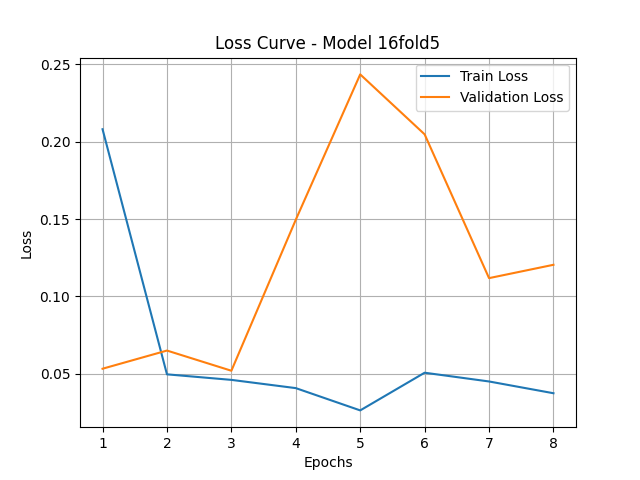 Loss Curve - Model 16fold5
Train Loss
Validation Loss
0.25
0.20
0.15
0.10
0.05
Loss
1 2 3 4 5 6 7 8
Epochs